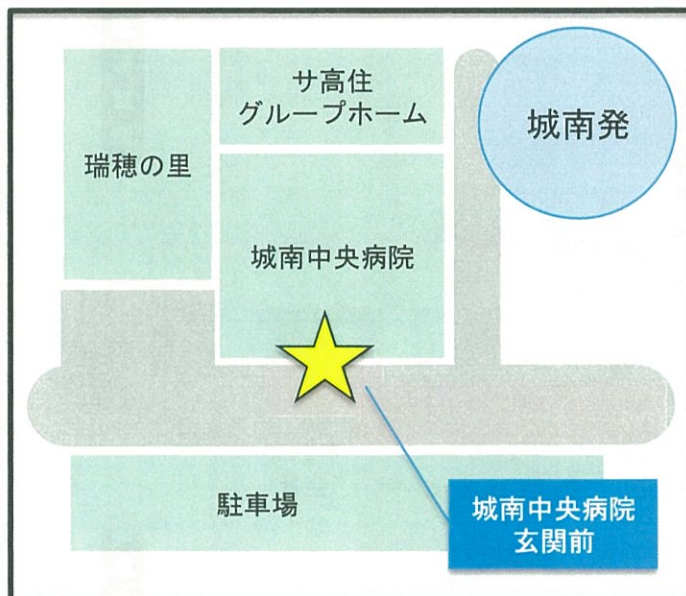 サ高住
グループホーム
城南発
瑞穂の里
城南中央病院
駐車場
城南中央病院
玄関前